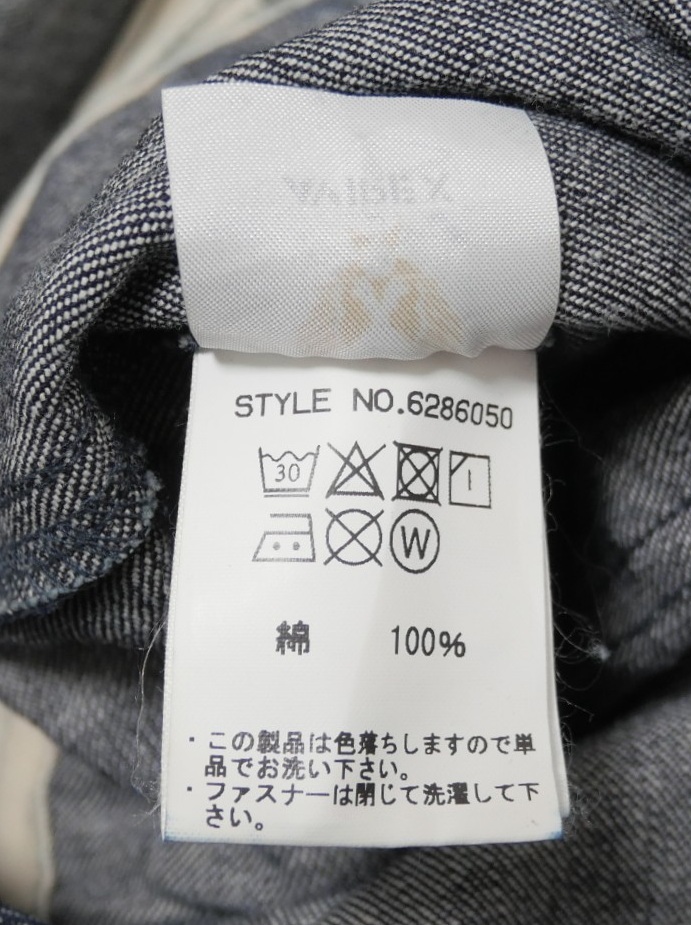 STYLE NO.6286050
30
W
綿 100%
・この製品は色落ちしますので単
品でお洗い下さい。
・ファスナーは閉じて洗濯して下
さい。